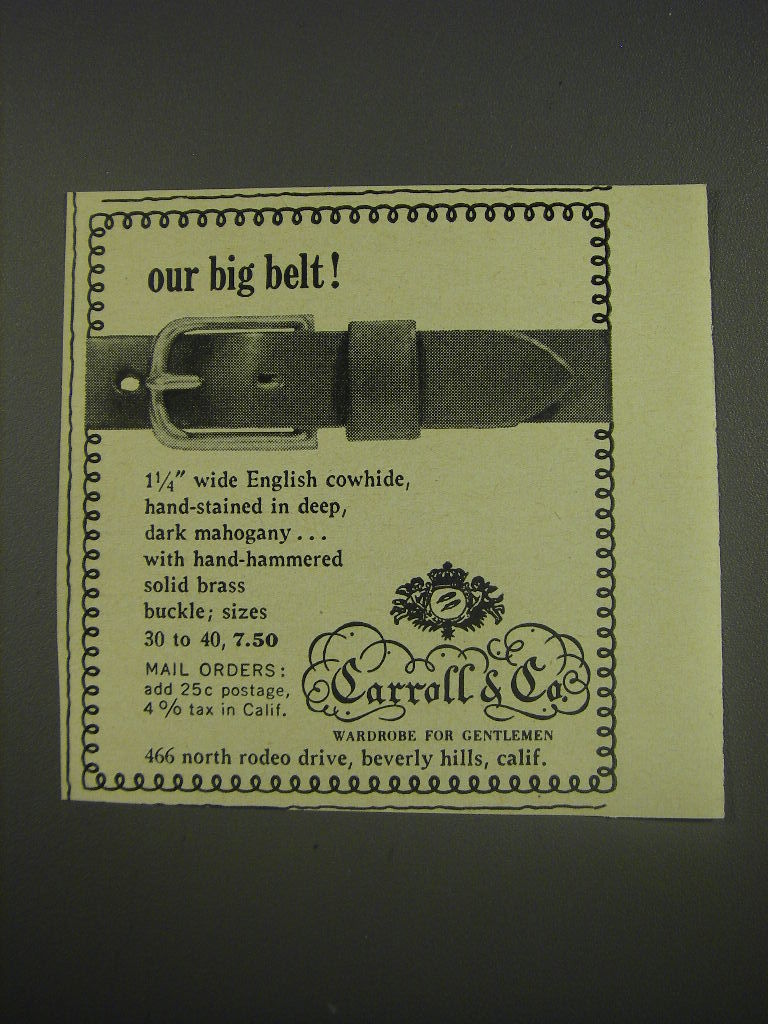 our big belt!
1¼" wide English cowhide,
hand-stained in deep,
dark mahogany...
with hand-hammered
solid brass
buckle; sizes
30 to 40, 7.50
MAIL ORDERS:
add 25c postage,
4% tax in Calif.
Carroll & Co.
WARDROBE FOR GENTLEMEN
466 north rodeo drive, beverly hills, calif.